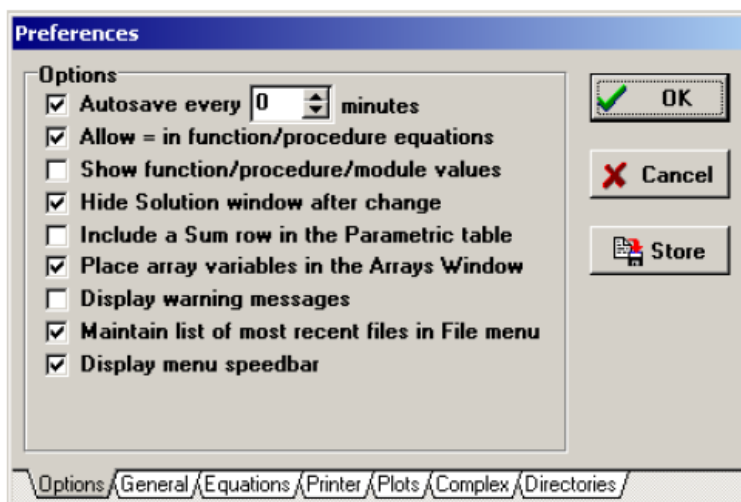 Preferences
Options
Autosave every 0 minutes
Allow = in function/procedure equations
Show function/procedure/module values
Hide Solution window after change
Include a Sum row in the Parametric table
Place array variables in the Arrays Window
Display warning messages
Maintain list of most recent files in File menu
Display menu speedbar
OK
Cancel
Store
Options General Equations Printer Plots Complex Directories